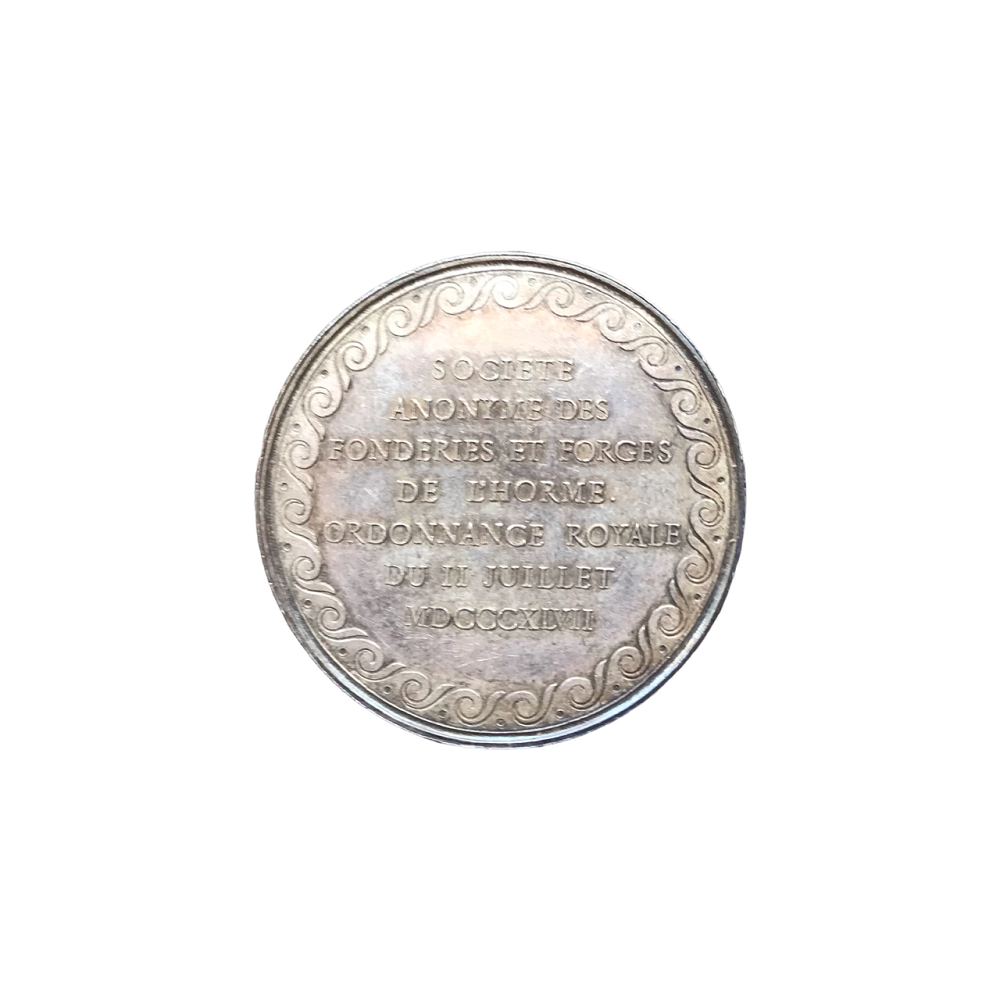 SOCIETE
ANONYME DES
FONDERIES ET FORGES
DE L'HORME.
ORDONNANCE ROYALE
DU II JUILLET
MDCCCXLVII